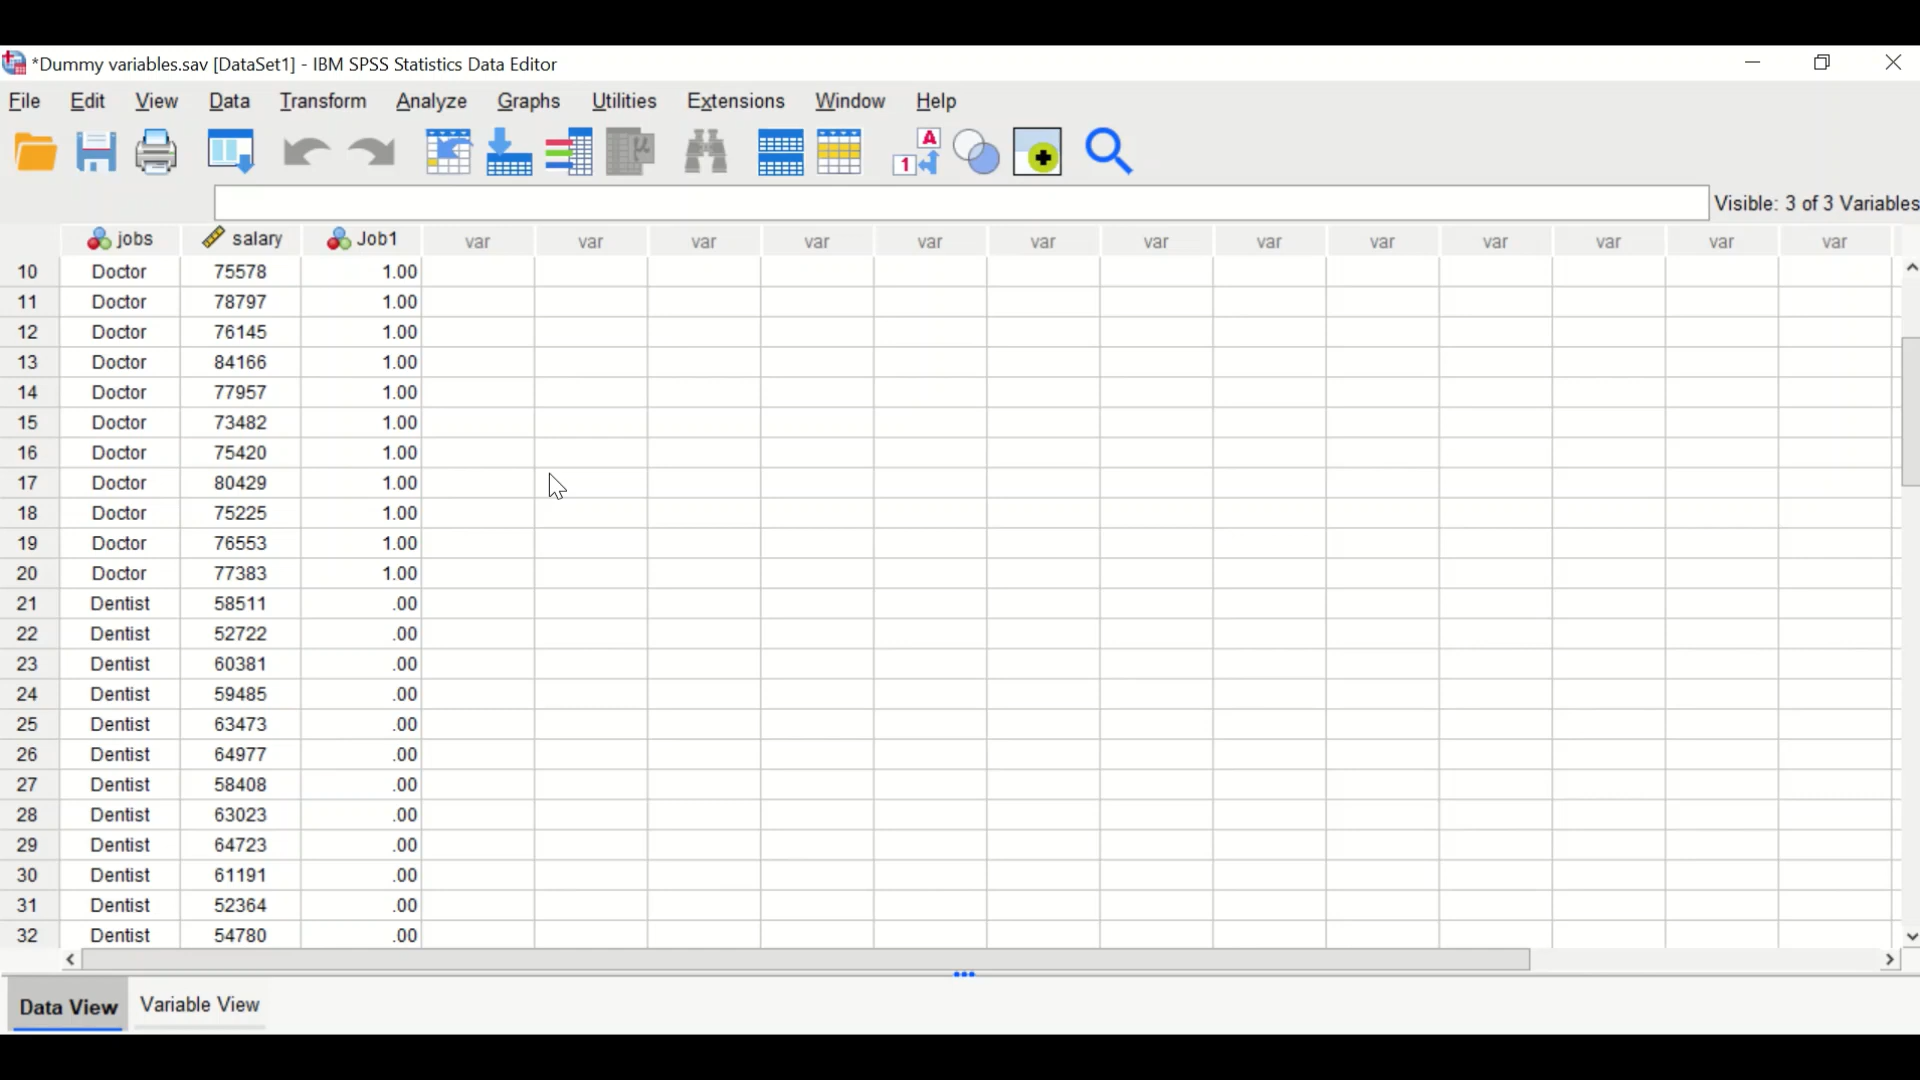 *Dummy variables.sav [DataSet1] - IBM SPSS Statistics Data Editor
File Edit View Data Transform Analyze Graphs Utilities Extensions Window Help
Visible: 3 of 3 Variables
jobs salary Job1 var var var var var var var var var var var var var
10 Doctor 75578 1.00
11 Doctor 78797 1.00
12 Doctor 76145 1.00
13 Doctor 84166 1.00
14 Doctor 77957 1.00
15 Doctor 73482 1.00
16 Doctor 75420 1.00
17 Doctor 80429 1.00
18 Doctor 75225 1.00
19 Doctor 76553 1.00
20 Doctor 77383 1.00
21 Dentist 58511 .00
22 Dentist 52722 .00
23 Dentist 60381 .00
24 Dentist 59485 .00
25 Dentist 63473 .00
26 Dentist 64977 .00
27 Dentist 58408 .00
28 Dentist 63023 .00
29 Dentist 64723 .00
30 Dentist 61191 .00
31 Dentist 52364 .00
32 Dentist 54780 .00
Data View Variable View